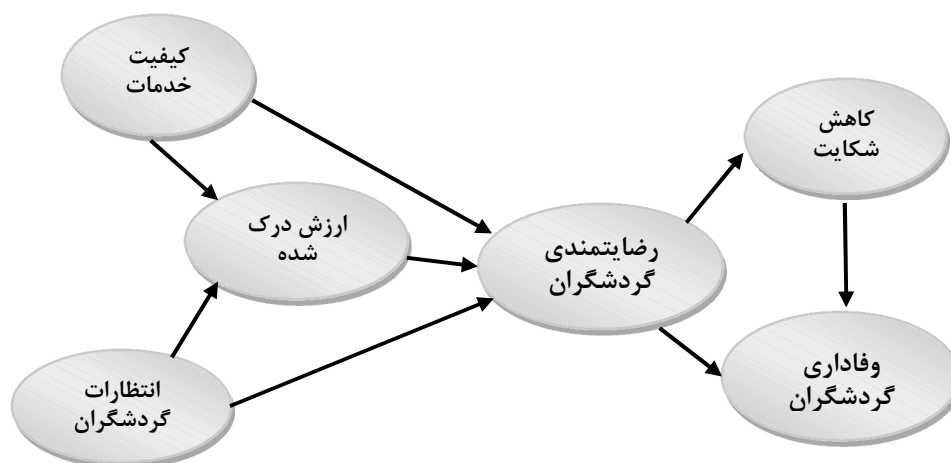 کیفیت
خدمات
کاهش
شکایت
ارزش درک
شده
رضایتمندی
گردشگران
انتظارات
گردشگران
وفاداری
گردشگران